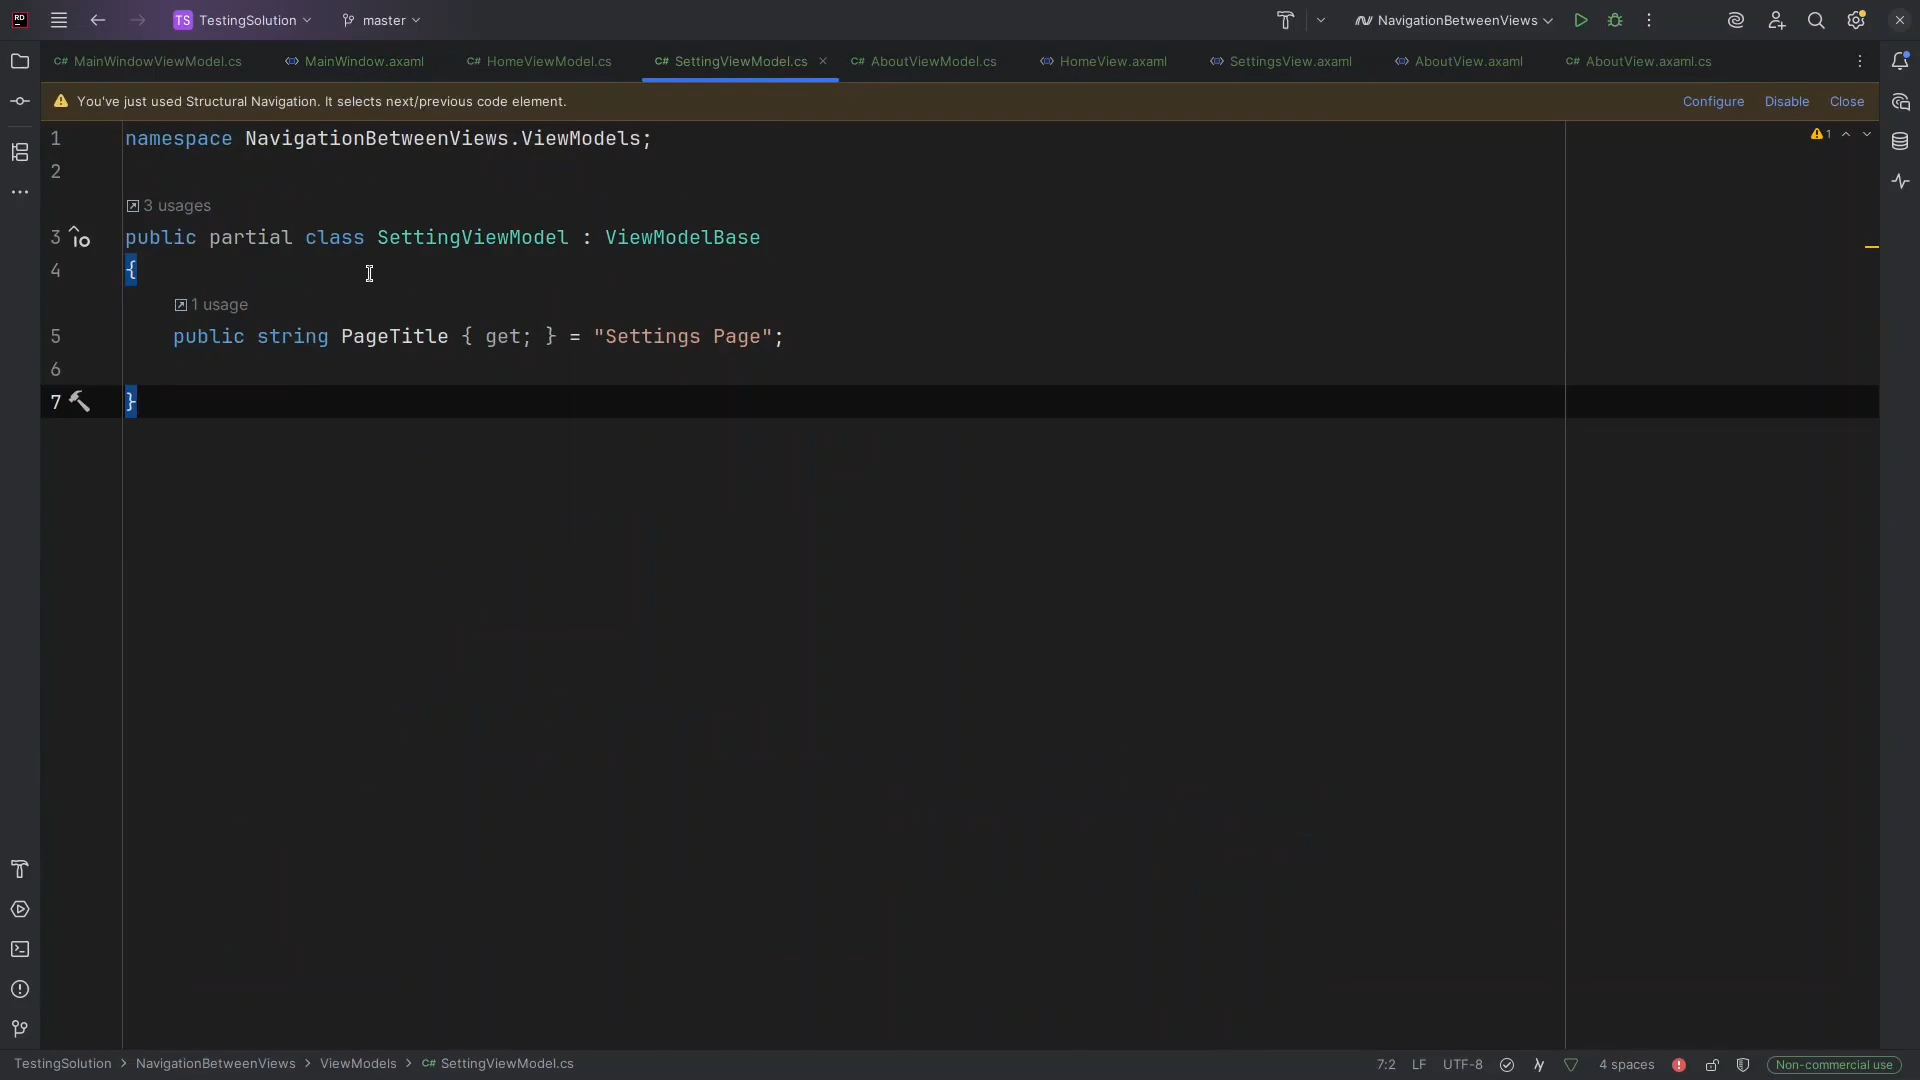 RD
TS TestingSolution master NavigationBetweenViews
C# MainWindowViewModel.cs MainWindow.axaml C# HomeViewModel.cs C# SettingViewModel.cs C# AboutViewModel.cs HomeView.axaml SettingsView.axaml AboutView.axaml C# AboutView.axaml.cs
You've just used Structural Navigation. It selects next/previous code element. Configure Disable Close
1 namespace NavigationBetweenViews.ViewModels; 1
2
3 usages
3 public partial class SettingViewModel : ViewModelBase
4 {
1 usage
5 public string PageTitle { get; } = "Settings Page";
6
7 }
TestingSolution > NavigationBetweenViews > ViewModels > C# SettingViewModel.cs 7:2 LF UTF-8 4 spaces Non-commercial use